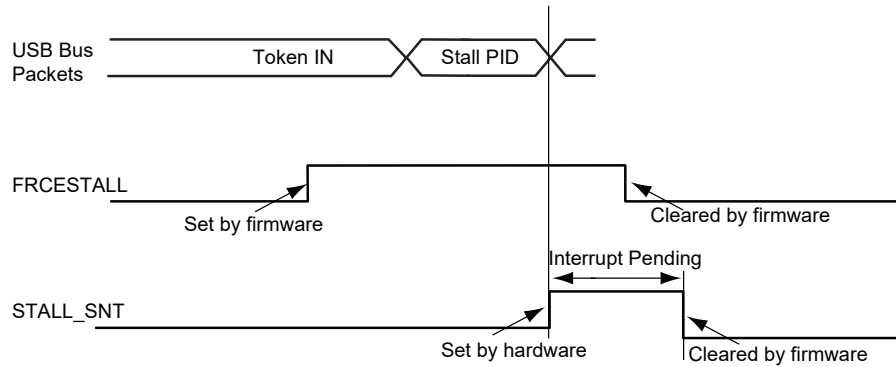 USB Bus
Packets
Token IN
Stall PID
FRCESTALL
Set by firmware
Cleared by firmware
Interrupt Pending
STALL_SNT
Set by hardware
Cleared by firmware